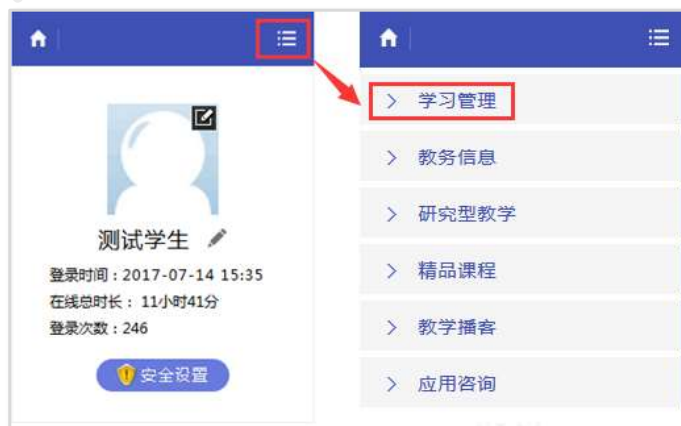 测试学生
登录时间：2017-07-14 15:35
在线总时长： 11小时41分
登录次数：246
安全设置
学习管理
教务信息
研究型教学
精品课程
教学播客
应用咨询